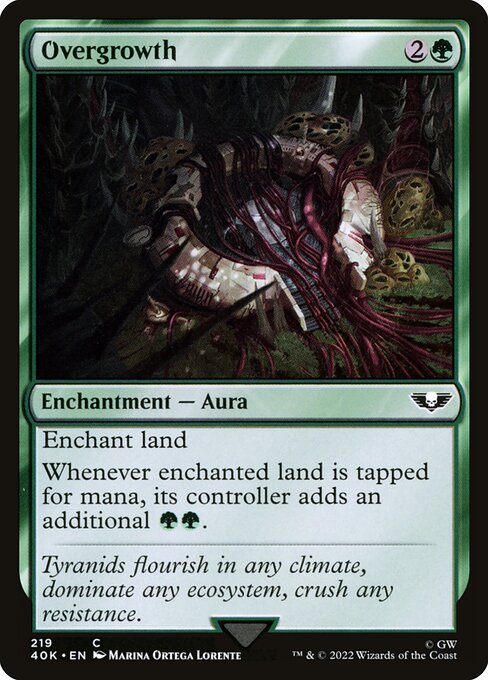 Overgrowth 2
Enchantment — Aura
Enchant land
Whenever enchanted land is tapped
for mana, its controller adds an
additional .
Tyranids flourish in any climate,
dominate any ecosystem, crush any
resistance.
219 C © GW
40K • EN Marina Ortega Lorente ™ & © 2022 Wizards of the Coast